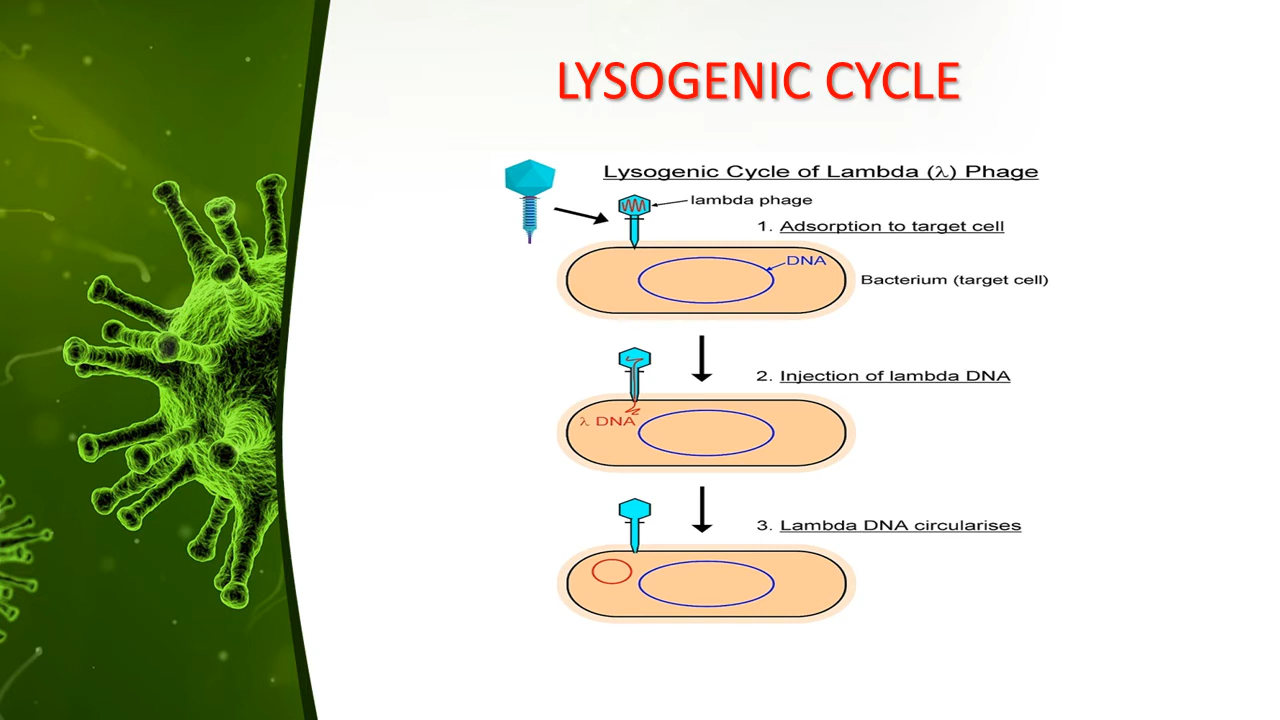 LYSOGENIC CYCLE
Lysogenic Cycle of Lambda (λ) Phage
lambda phage
1. Adsorption to target cell
DNA
Bacterium (target cell)
2. Injection of lambda DNA
λ DNA
3. Lambda DNA circularises